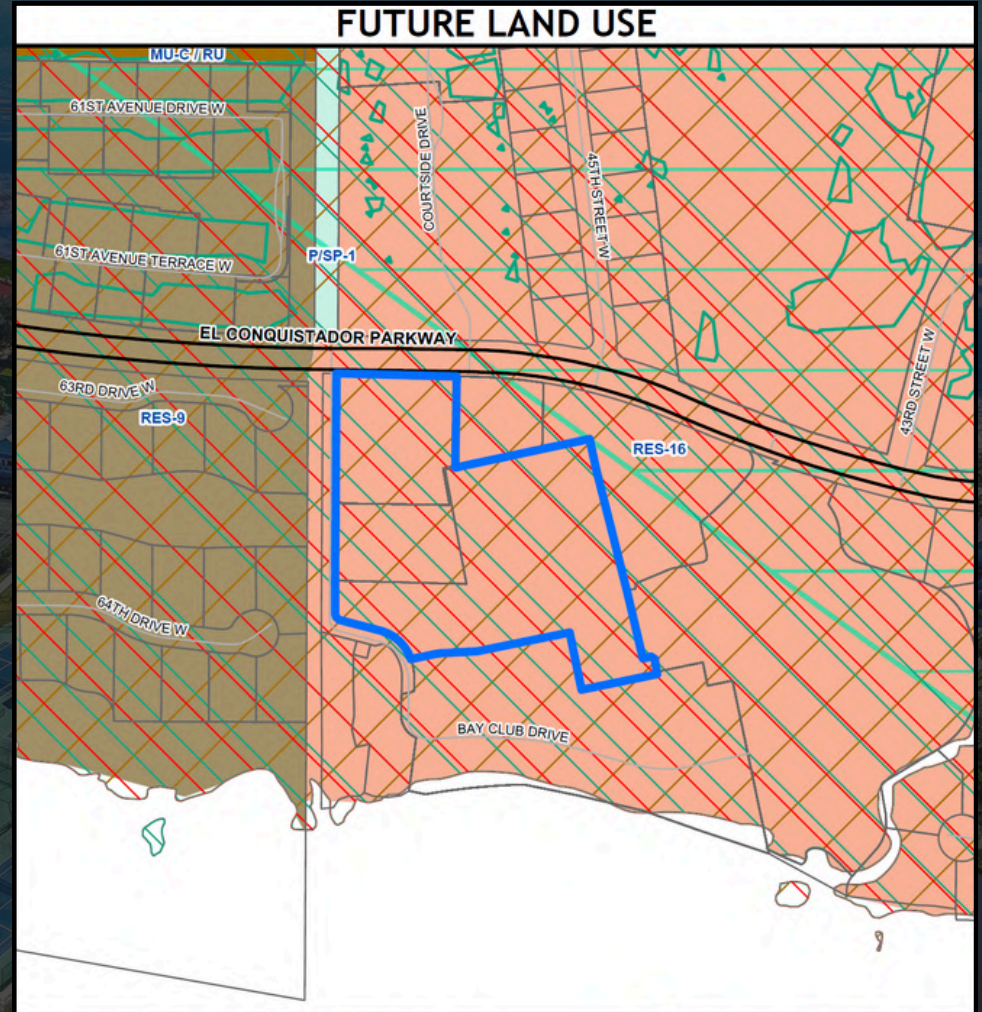 FUTURE LAND USE
MU-C / RU
61ST AVENUE DRIVE W
COURTSIDE DRIVE
45TH STREET W
61ST AVENUE TERRACE W
P/SP-1
EL CONQUISTADOR PARKWAY
43RD STREET W
63RD DRIVE W
RES-9
RES-16
64TH DRIVE W
BAY CLUB DRIVE